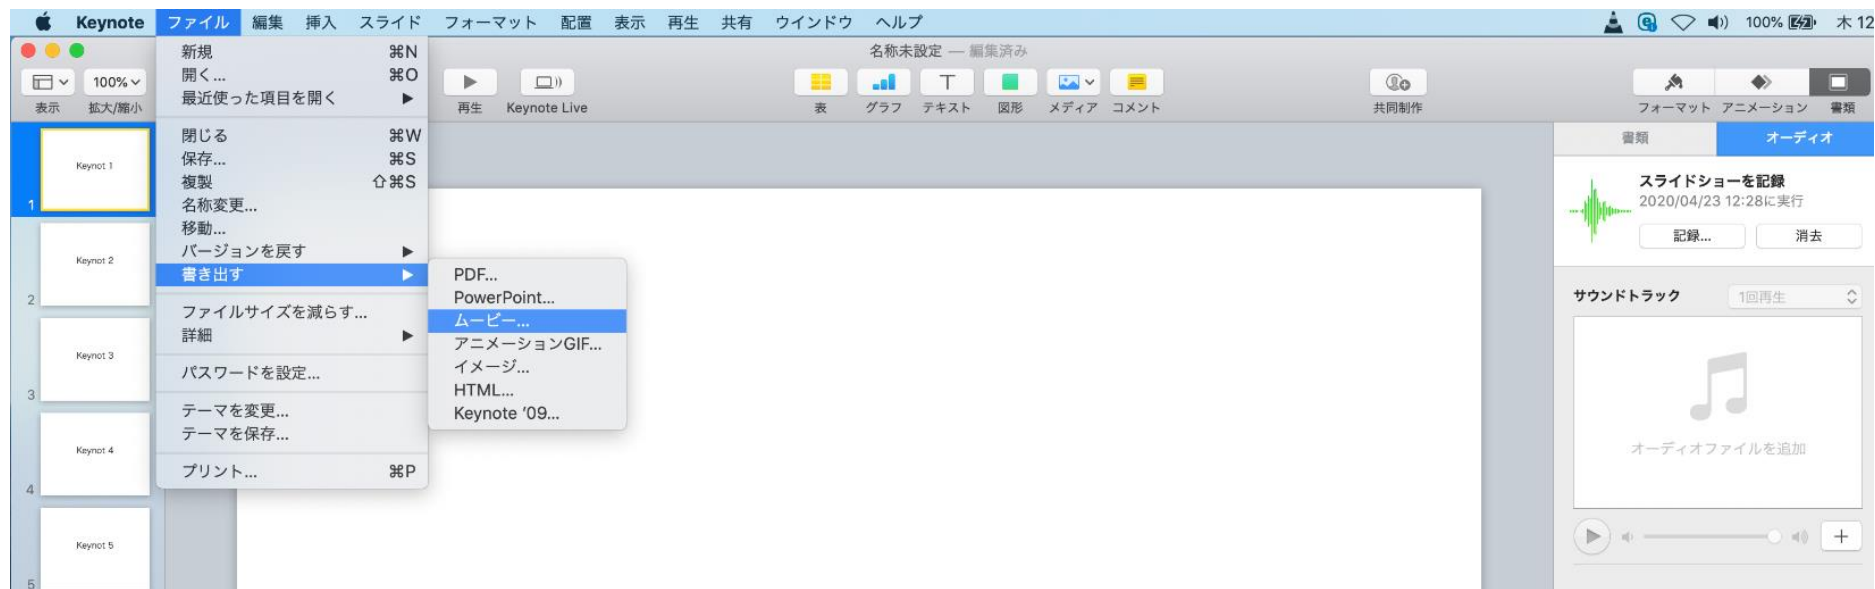 Keynote ファイル 編集 挿入 スライド フォーマット 配置 表示 再生 共有 ウインドウ ヘルプ 100% 木 12
名称未設定 — 編集済み
100%
表示 拡大/縮小 再生 Keynote Live 表 グラフ テキスト 図形 メディア コメント 共同制作 フォーマット アニメーション 書類
新規 ⌘N
開く... ⌘O
最近使った項目を開く ▶
閉じる ⌘W
保存... ⌘S
複製 ⇧⌘S
名称変更...
移動...
バージョンを戻す ▶
書き出す ▶
ファイルサイズを減らす...
詳細 ▶
パスワードを設定...
テーマを変更...
テーマを保存...
プリント... ⌘P
PDF...
PowerPoint...
ムービー...
アニメーションGIF...
イメージ...
HTML...
Keynote '09...
Keynot 1
1
Keynot 2
2
Keynot 3
3
Keynot 4
4
Keynot 5
5
書類 オーディオ
スライドショーを記録
2020/04/23 12:28に実行
記録... 消去
サウンドトラック 1回再生
オーディオファイルを追加